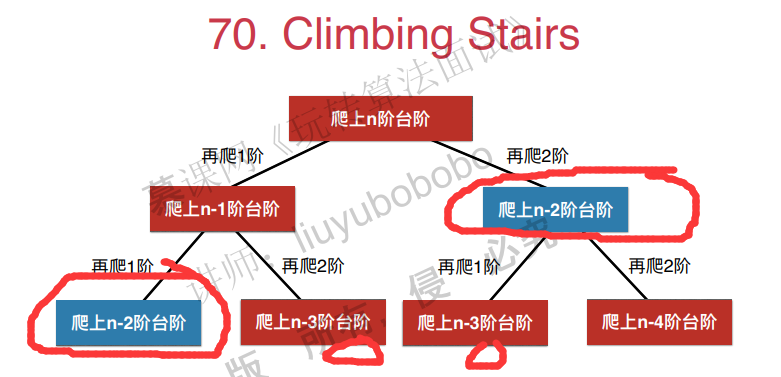 70. Climbing Stairs
爬上n阶台阶
再爬1阶
再爬2阶
爬上n-1阶台阶
爬上n-2阶台阶
再爬1阶
再爬2阶
再爬1阶
再爬2阶
爬上n-2阶台阶
爬上n-3阶台阶
爬上n-3阶台阶
爬上n-4阶台阶
慕课网《玩转算法面试》
讲师：liuyubobobo
版 所有，侵 必究